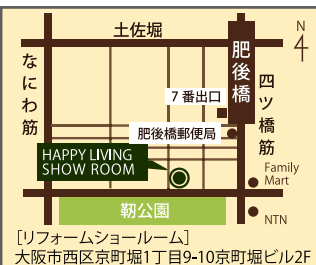 土佐堀
N
4
なにわ筋
肥後橋
四ツ橋筋
7番出口
肥後橋郵便局
HAPPY LIVING
SHOW ROOM
Family
Mart
靭公園
NTN
[リフォームショールーム]
大阪市西区京町堀1丁目9-10京町堀ビル2F